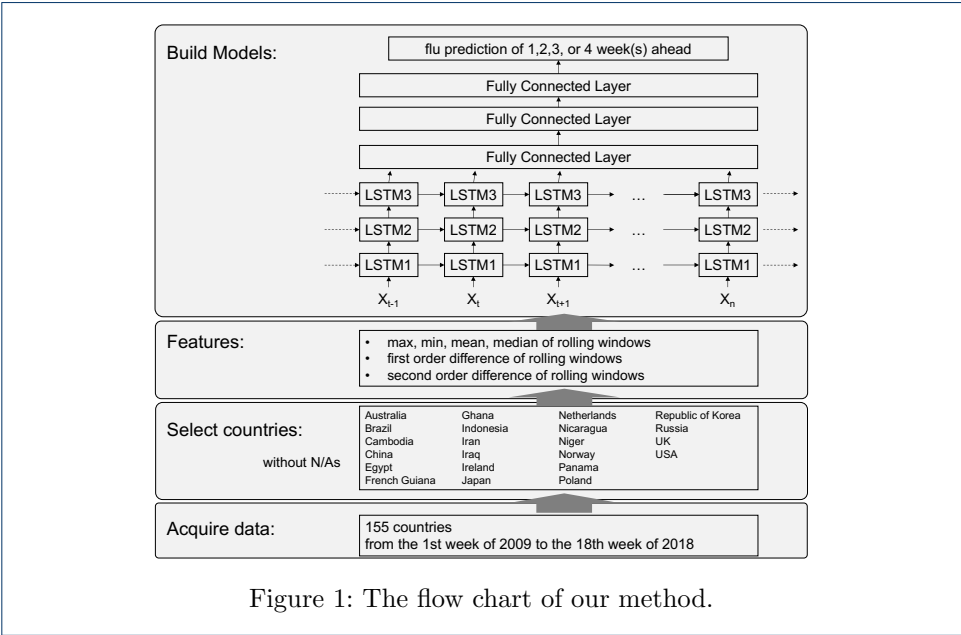 Build Models:
flu prediction of 1,2,3, or 4 week(s) ahead
Fully Connected Layer
Fully Connected Layer
Fully Connected Layer
LSTM3 LSTM3 LSTM3 ... LSTM3
LSTM2 LSTM2 LSTM2 ... LSTM2
LSTM1 LSTM1 LSTM1 ... LSTM1
Xt-1 Xt Xt+1 Xn
Features:
• max, min, mean, median of rolling windows
• first order difference of rolling windows
• second order difference of rolling windows
Select countries:
without N/As
Australia Ghana Netherlands Republic of Korea
Brazil Indonesia Nicaragua Russia
Cambodia Iran Niger UK
China Iraq Norway USA
Egypt Ireland Panama
French Guiana Japan Poland
Acquire data:
155 countries
from the 1st week of 2009 to the 18th week of 2018
Figure 1: The flow chart of our method.